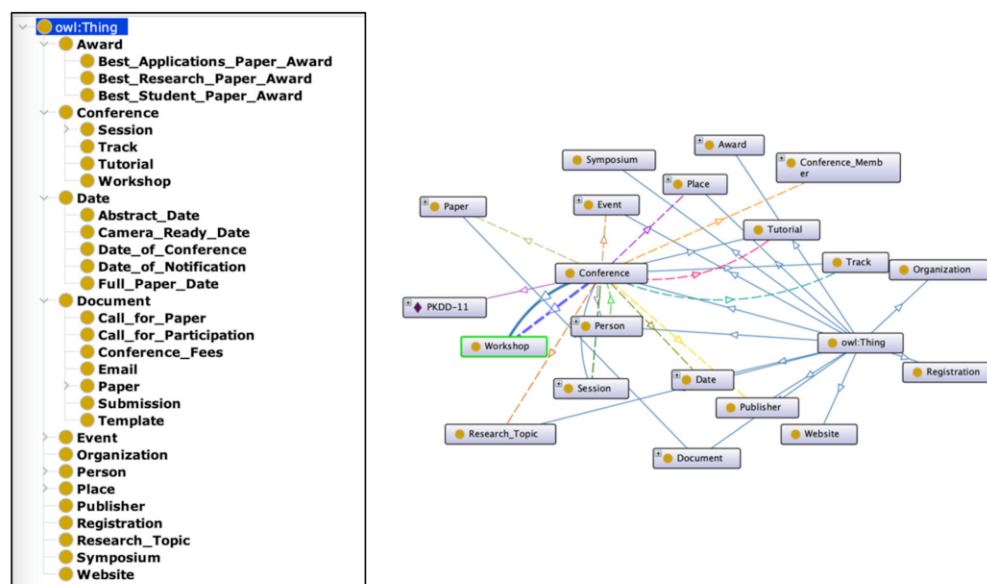 owl:Thing
Award
Best_Applications_Paper_Award
Best_Research_Paper_Award
Best_Student_Paper_Award
Conference
Session
Track
Tutorial
Workshop
Date
Abstract_Date
Camera_Ready_Date
Date_of_Conference
Date_of_Notification
Full_Paper_Date
Document
Call_for_Paper
Call_for_Participation
Conference_Fees
Email
Paper
Submission
Template
Event
Organization
Person
Place
Publisher
Registration
Research_Topic
Symposium
Website
Award
Symposium
Conference_Memb
er
Place
Paper
Event
Tutorial
Track
Organization
Conference
PKDD-11
Person
Workshop
owl:Thing
Registration
Session
Date
Publisher
Research_Topic
Website
Document